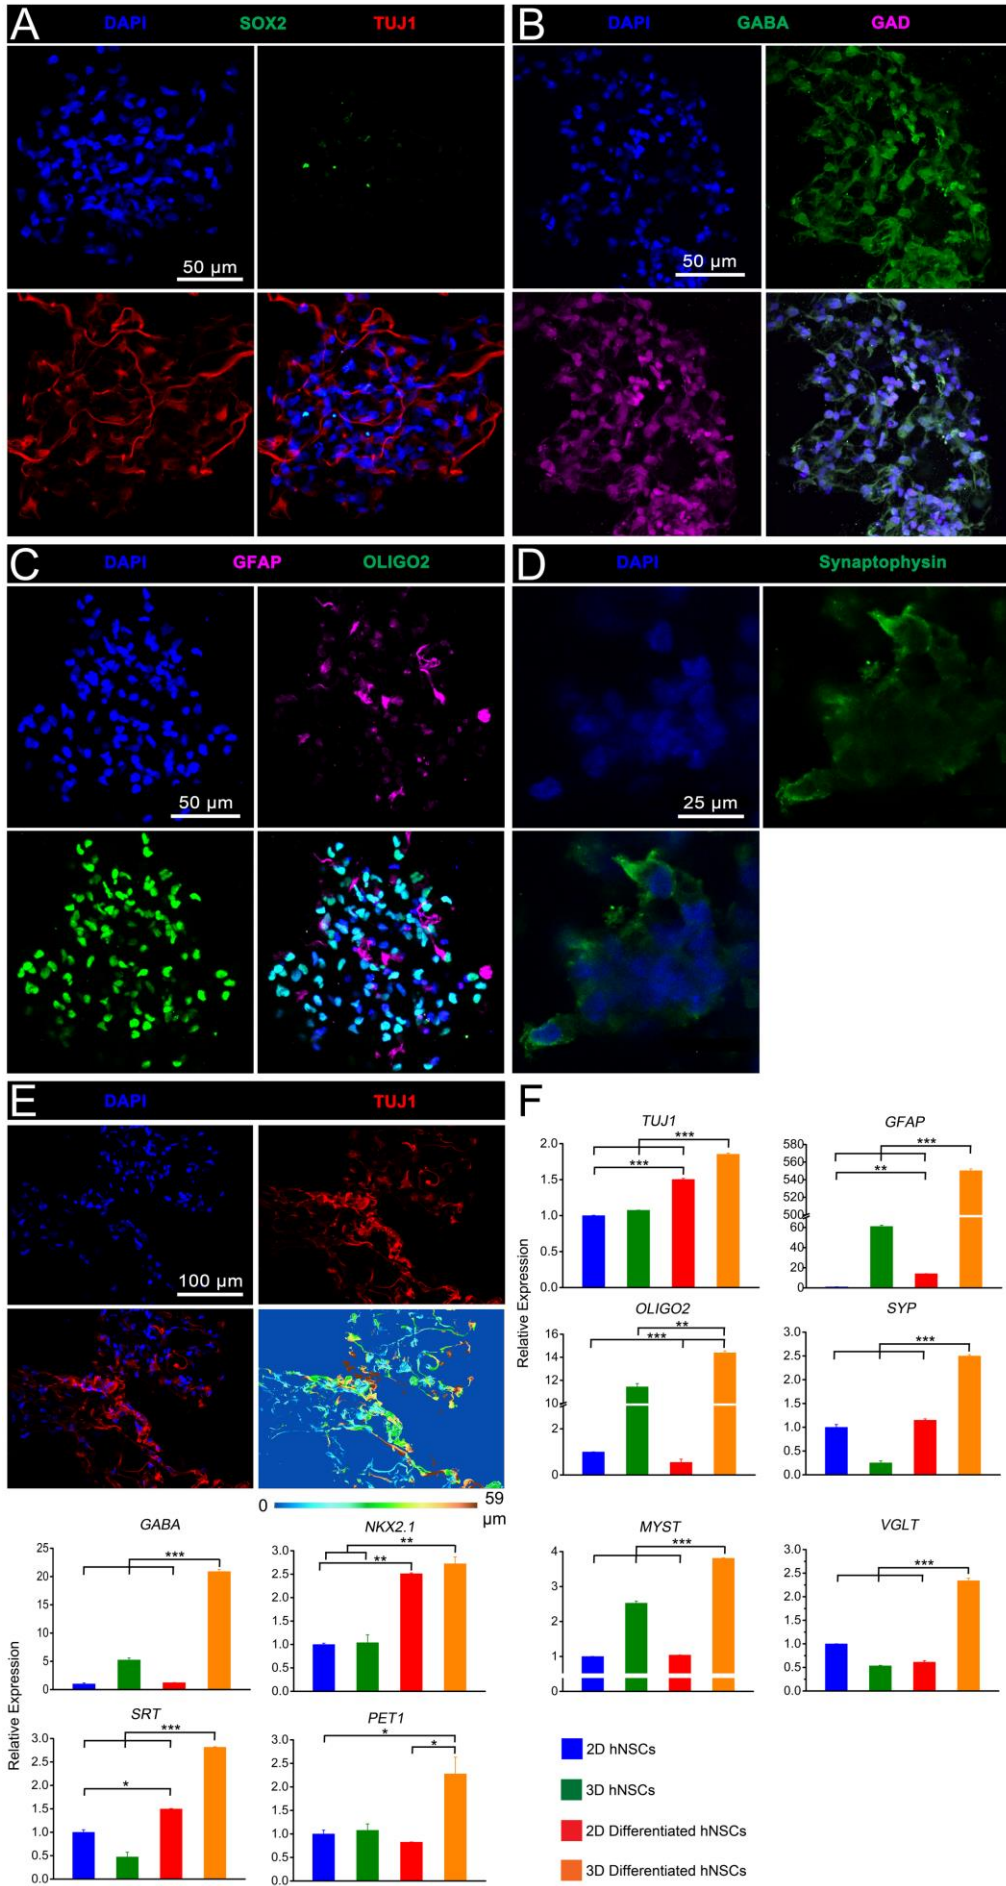 A DAPI SOX2 TUJ1
50 µm
B DAPI GABA GAD
50 µm
C DAPI GFAP OLIGO2
50 µm
D DAPI Synaptophysin
25 µm
E DAPI TUJ1
100 µm
0 59
µm
F
Relative Expression
TUJ1
2.0
1.5
1.0
0.5
0.0
***
***
GFAP
580
560
540
520
500
60
40
20
0
***
**
OLIGO2
16
14
12
10
2
0
**
***
SYP
3.0
2.5
2.0
1.5
1.0
0.5
0.0
***
Relative Expression
GABA
25
20
15
10
5
0
***
NKX2.1
3.0
2.5
2.0
1.5
1.0
0.5
0.0
**
**
MYST
4
3
2
1
0
***
VGLT
3.0
2.5
2.0
1.5
1.0
0.5
0.0
***
SRT
3.0
2.5
2.0
1.5
1.0
0.5
0.0
***
*
PET1
3.0
2.5
2.0
1.5
1.0
0.5
0.0
*
*
2D hNSCs
3D hNSCs
2D Differentiated hNSCs
3D Differentiated hNSCs